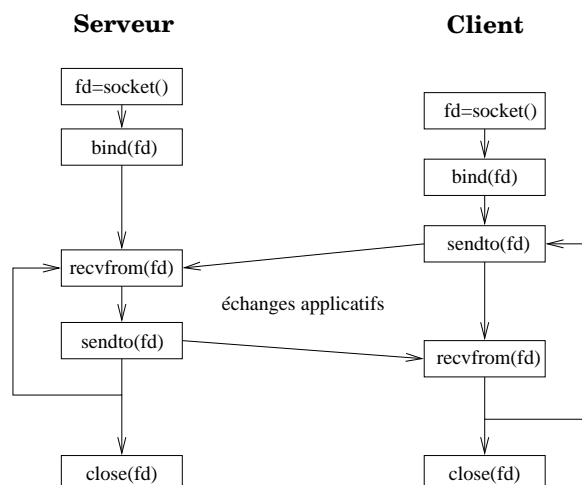 Serveur
Client
fd=socket()
fd=socket()
bind(fd)
bind(fd)
sendto(fd)
recvfrom(fd)
échanges applicatifs
sendto(fd)
recvfrom(fd)
close(fd)
close(fd)